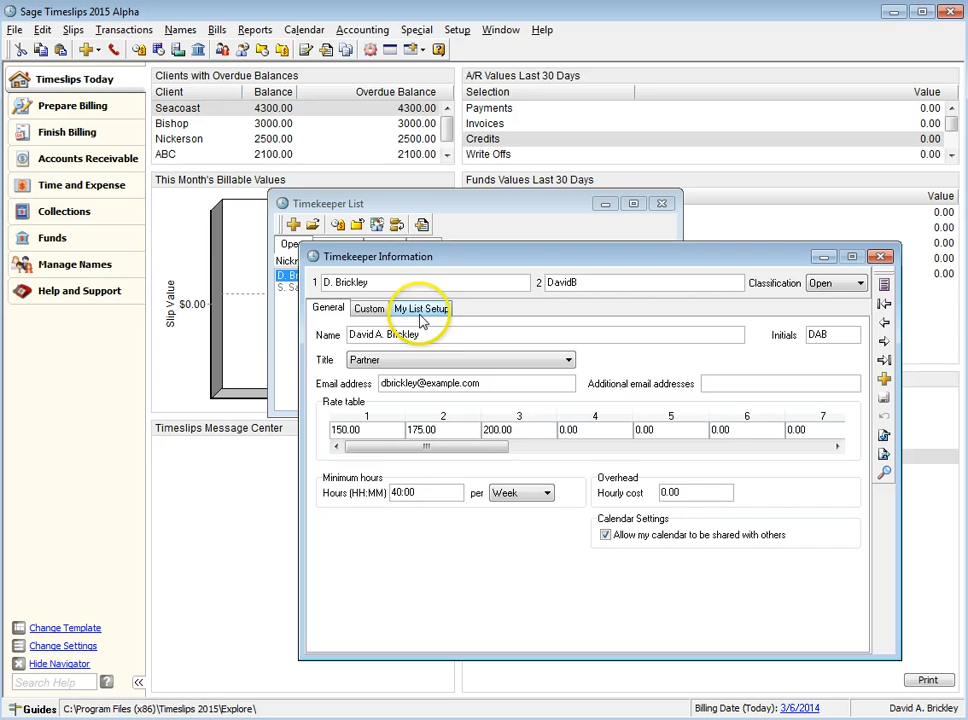 Sage Timeslips 2015 Alpha
File Edit Slips Transactions Names Bills Reports Calendar Accounting Special Setup Window Help
Timeslips Today
Prepare Billing
Finish Billing
Accounts Receivable
Time and Expense
Collections
Funds
Manage Names
Help and Support
Clients with Overdue Balances
Client Balance Overdue Balance
Seacoast 4300.00 4300.00
Bishop 3000.00 3000.00
Nickerson 2500.00 2500.00
ABC 2100.00 2100.00
A/R Values Last 30 Days
Selection Value
Payments 0.00
Invoices 0.00
Credits 0.00
Write Offs 0.00
This Month's Billable Values
Slip Value
$0.00
Funds Values Last 30 Days
Value
0.00
0.00
0.00
0.00
0.00
Timeslips Message Center
Timekeeper List
Timekeeper Information
1 D. Brickley 2 DavidB Classification Open
General Custom My List Setup
Name David A. Brickley Initials DAB
Title Partner
Email address dbrickley@example.com Additional email addresses
Rate table
1 2 3 4 5 6 7
150.00 175.00 200.00 0.00 0.00 0.00 0.00
Minimum hours
Hours (HH:MM) 40:00 per Week
Overhead
Hourly cost 0.00
Calendar Settings
Allow my calendar to be shared with others
Change Template
Change Settings
Hide Navigator
Search Help
Print
Guides C:\Program Files (x86)\Timeslips 2015\Explore\ Billing Date (Today): 3/6/2014 David A. Brickley